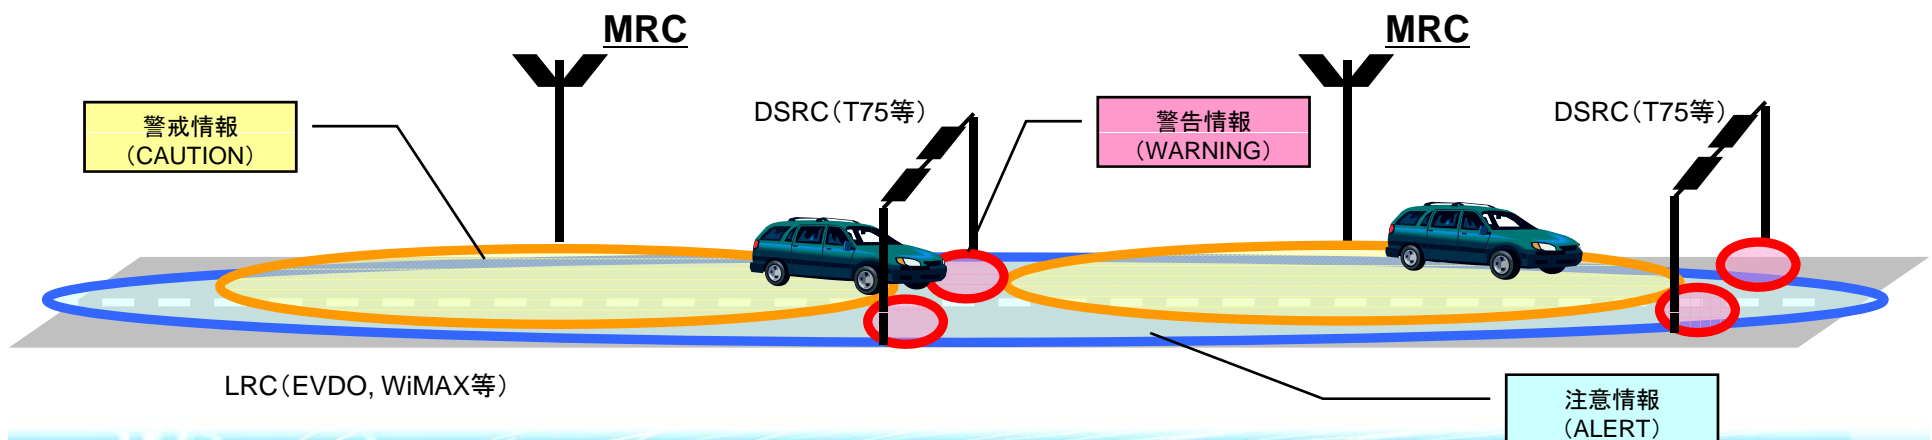 MRC
MRC
DSRC(T75等)
DSRC(T75等)
警戒情報
(CAUTION)
警告情報
(WARNING)
LRC(EVDO, WiMAX等)
注意情報
(ALERT)